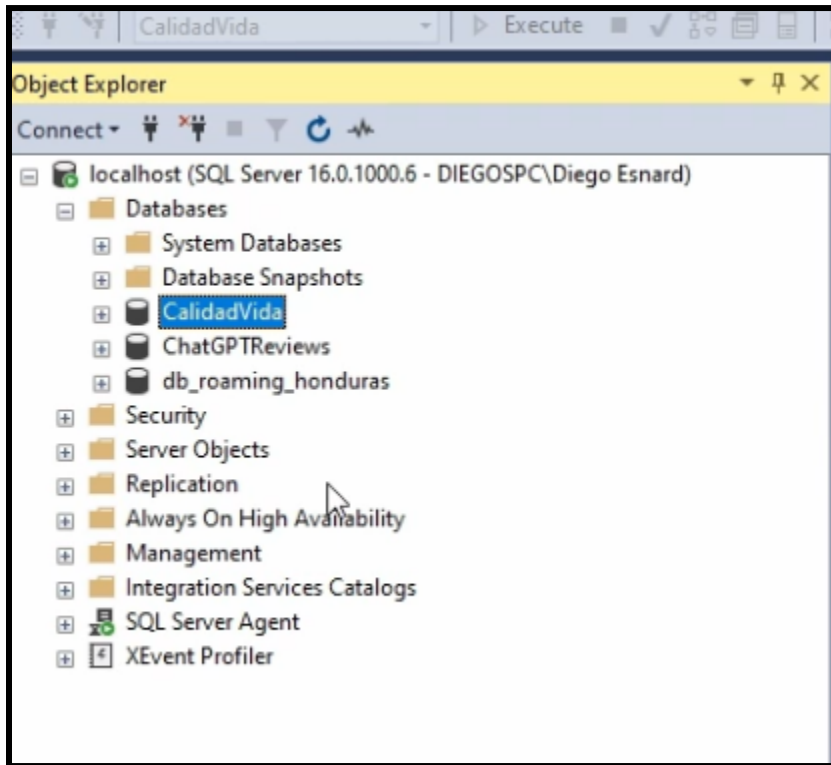 CalidadVida Execute
Object Explorer
Connect
localhost (SQL Server 16.0.1000.6 - DIEGOSPC\Diego Esnard)
Databases
System Databases
Database Snapshots
CalidadVida
ChatGPTReviews
db_roaming_honduras
Security
Server Objects
Replication
Always On High Availability
Management
Integration Services Catalogs
SQL Server Agent
XEvent Profiler